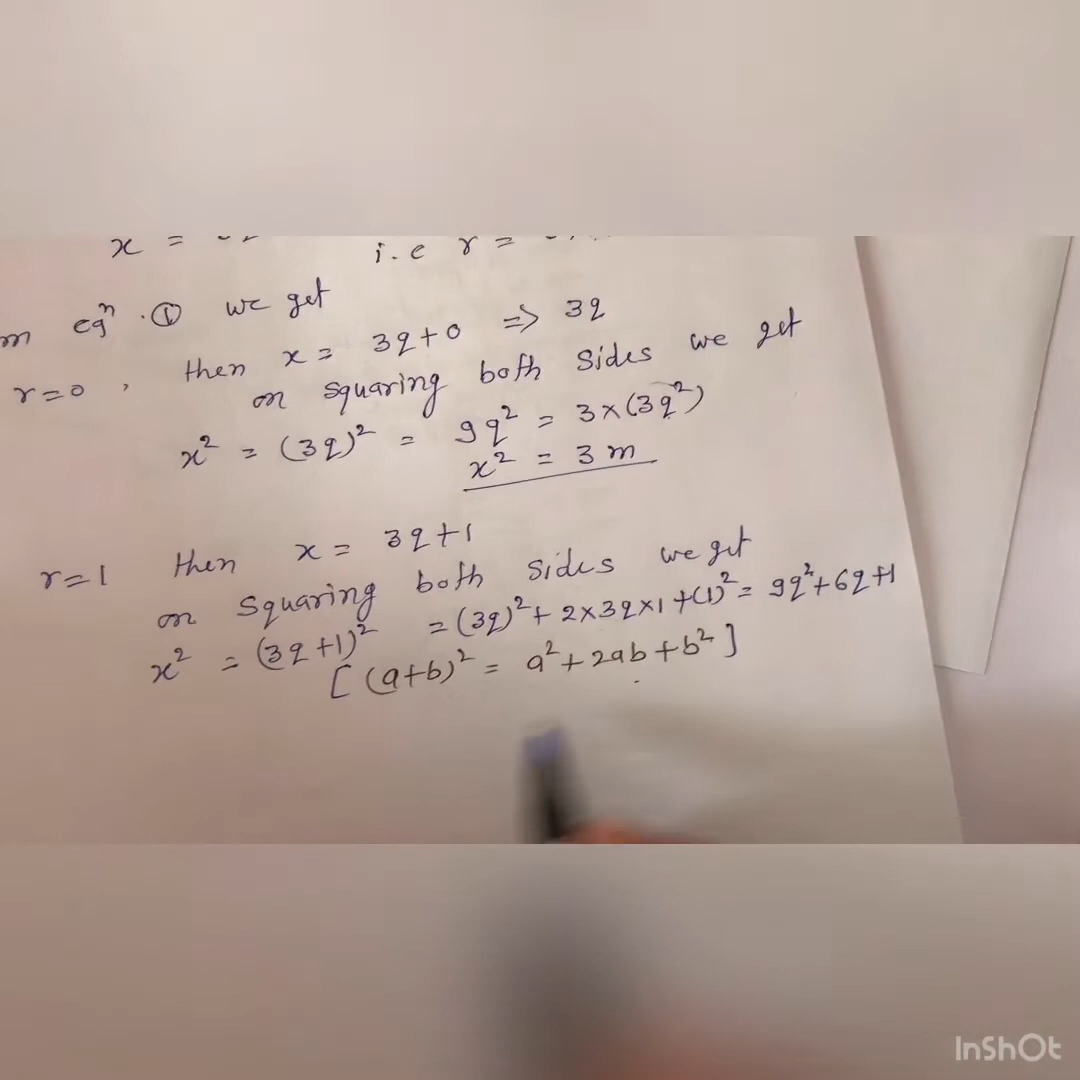 x =
i.e r =
eqⁿ . ① we get
r=0 , then x = 3q+0 => 3q
on squaring both sides we get
x² = (3q)² = 9q² = 3×(3q²)
x² = 3m
r=1 then x = 3q+1
on squaring both sides we get
x² = (3q+1)² = (3q)²+2×3q×1+(1)² = 9q²+6q+1
[(a+b)² = a²+2ab+b²]
InShOt